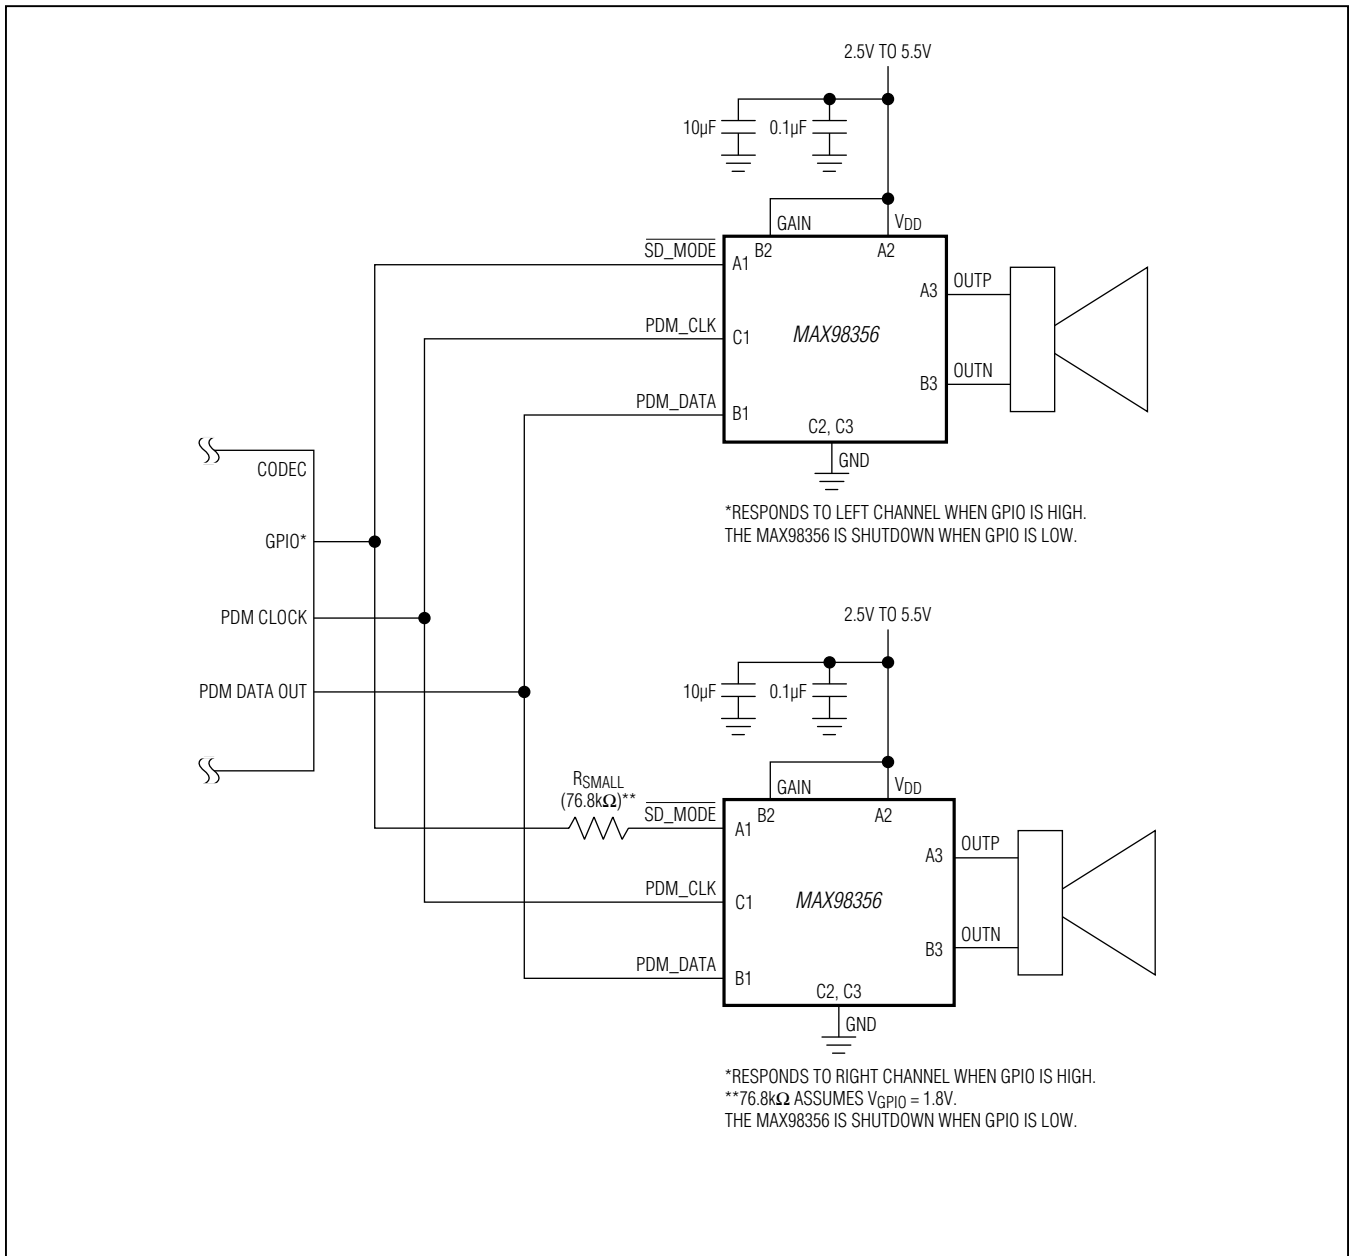 2.5V TO 5.5V
10µF
0.1µF
GAIN
VDD
SD_MODE
B2
A2
A1
OUTP
A3
PDM_CLK
C1
MAX98356
OUTN
B3
PDM_DATA
B1
C2, C3
GND
CODEC
*RESPONDS TO LEFT CHANNEL WHEN GPIO IS HIGH.
THE MAX98356 IS SHUTDOWN WHEN GPIO IS LOW.
GPIO*
PDM CLOCK
PDM DATA OUT
2.5V TO 5.5V
10µF
0.1µF
RSMALL
(76.8kΩ)**
GAIN
VDD
SD_MODE
B2
A2
A1
OUTP
A3
PDM_CLK
C1
MAX98356
OUTN
B3
PDM_DATA
B1
C2, C3
GND
*RESPONDS TO RIGHT CHANNEL WHEN GPIO IS HIGH.
**76.8kΩ ASSUMES VGPIO = 1.8V.
THE MAX98356 IS SHUTDOWN WHEN GPIO IS LOW.